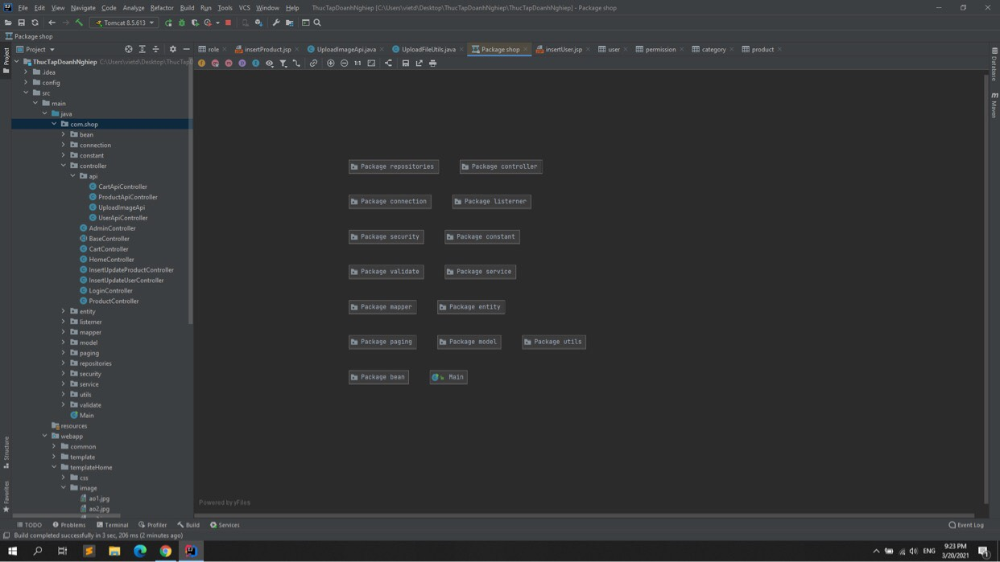 File Edit View Navigate Code Analyze Refactor Build Run Tools VCS Window Help ThucTapDoanhNghiep [C:\Users\vietd\Desktop\ThucTapDoanhNghiep] - Package shop
Tomcat 8.5.613
Package shop
Project
role insertProduct.jsp UploadImageApi.java UploadFileUtils.java Package shop insertUser.jsp user permission category product
1:1
Project
Structure
Favorites
Database
Maven
ThucTapDoanhNghiep C:\Users\vietd\Desktop\ThucTap
.idea
config
src
main
java
com.shop
bean
connection
constant
controller
api
CartApiController
ProductApiController
UploadImageApi
UserApiController
AdminController
BaseController
CartController
HomeController
InsertUpdateProductController
InsertUpdateUserController
LoginController
ProductController
entity
listerner
mapper
model
paging
repositories
security
service
utils
validate
Main
resources
webapp
common
template
templateHome
css
image
ao1.jpg
ao2.jpg
Package repositories Package controller
Package connection Package listerner
Package security Package constant
Package validate Package service
Package mapper Package entity
Package paging Package model Package utils
Package bean Main
Powered by yFiles
TODO Problems Terminal Profiler Build Services Event Log
Build completed successfully in 3 sec, 206 ms (2 minutes ago)
ENG
9:23 PM
3/20/2021
1